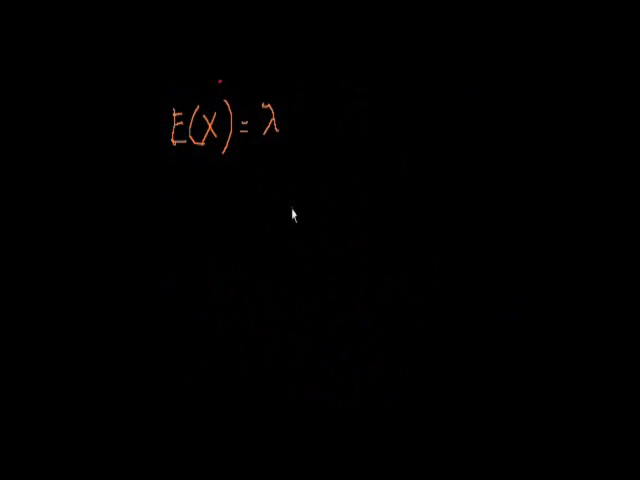 E(X) = λ